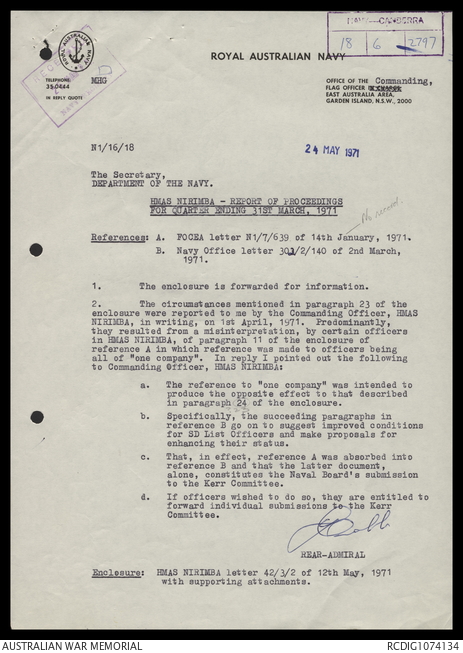 NAVY—CANBERRA
18 6 2797
ROYAL AUSTRALIAN NAVY
ROYAL AUSTRALIAN NAVY
TELEPHONE
35.0444
IN REPLY QUOTE
MHG
OFFICE OF THE Commanding,
FLAG OFFICER
EAST AUSTRALIA AREA,
GARDEN ISLAND, N.S.W., 2000
N1/16/18
24 MAY 1971
The Secretary,
DEPARTMENT OF THE NAVY.
HMAS NIRIMBA - REPORT OF PROCEEDINGS
FOR QUARTER ENDING 31ST MARCH, 1971
No record.
References: A. FOCEA letter N1/7/639 of 14th January, 1971.
B. Navy Office letter 301/2/140 of 2nd March,
1971.
1. The enclosure is forwarded for information.
2. The circumstances mentioned in paragraph 23 of the
enclosure were reported to me by the Commanding Officer, HMAS
NIRIMBA, in writing, on 1st April, 1971. Predominantly,
they resulted from a misinterpretation, by certain officers
in HMAS NIRIMBA, of paragraph 11 of the enclosure of
reference A in which reference was made to officers being
all of "one company". In reply I pointed out the following
to Commanding Officer, HMAS NIRIMBA:
a. The reference to "one company" was intended to
produce the opposite effect to that described
in paragraph 24 of the enclosure.
b. Specifically, the succeeding paragraphs in
reference B go on to suggest improved conditions
for SD List Officers and make proposals for
enhancing their status.
c. That, in effect, reference A was absorbed into
reference B and that the latter document,
alone, constitutes the Naval Board's submission
to the Kerr Committee.
d. If officers wished to do so, they are entitled to
forward individual submissions to the Kerr
Committee.
REAR-ADMIRAL
Enclosure: HMAS NIRIMBA letter 42/3/2 of 12th May, 1971
with supporting attachments.
AUSTRALIAN WAR MEMORIAL
RCDIG1074134